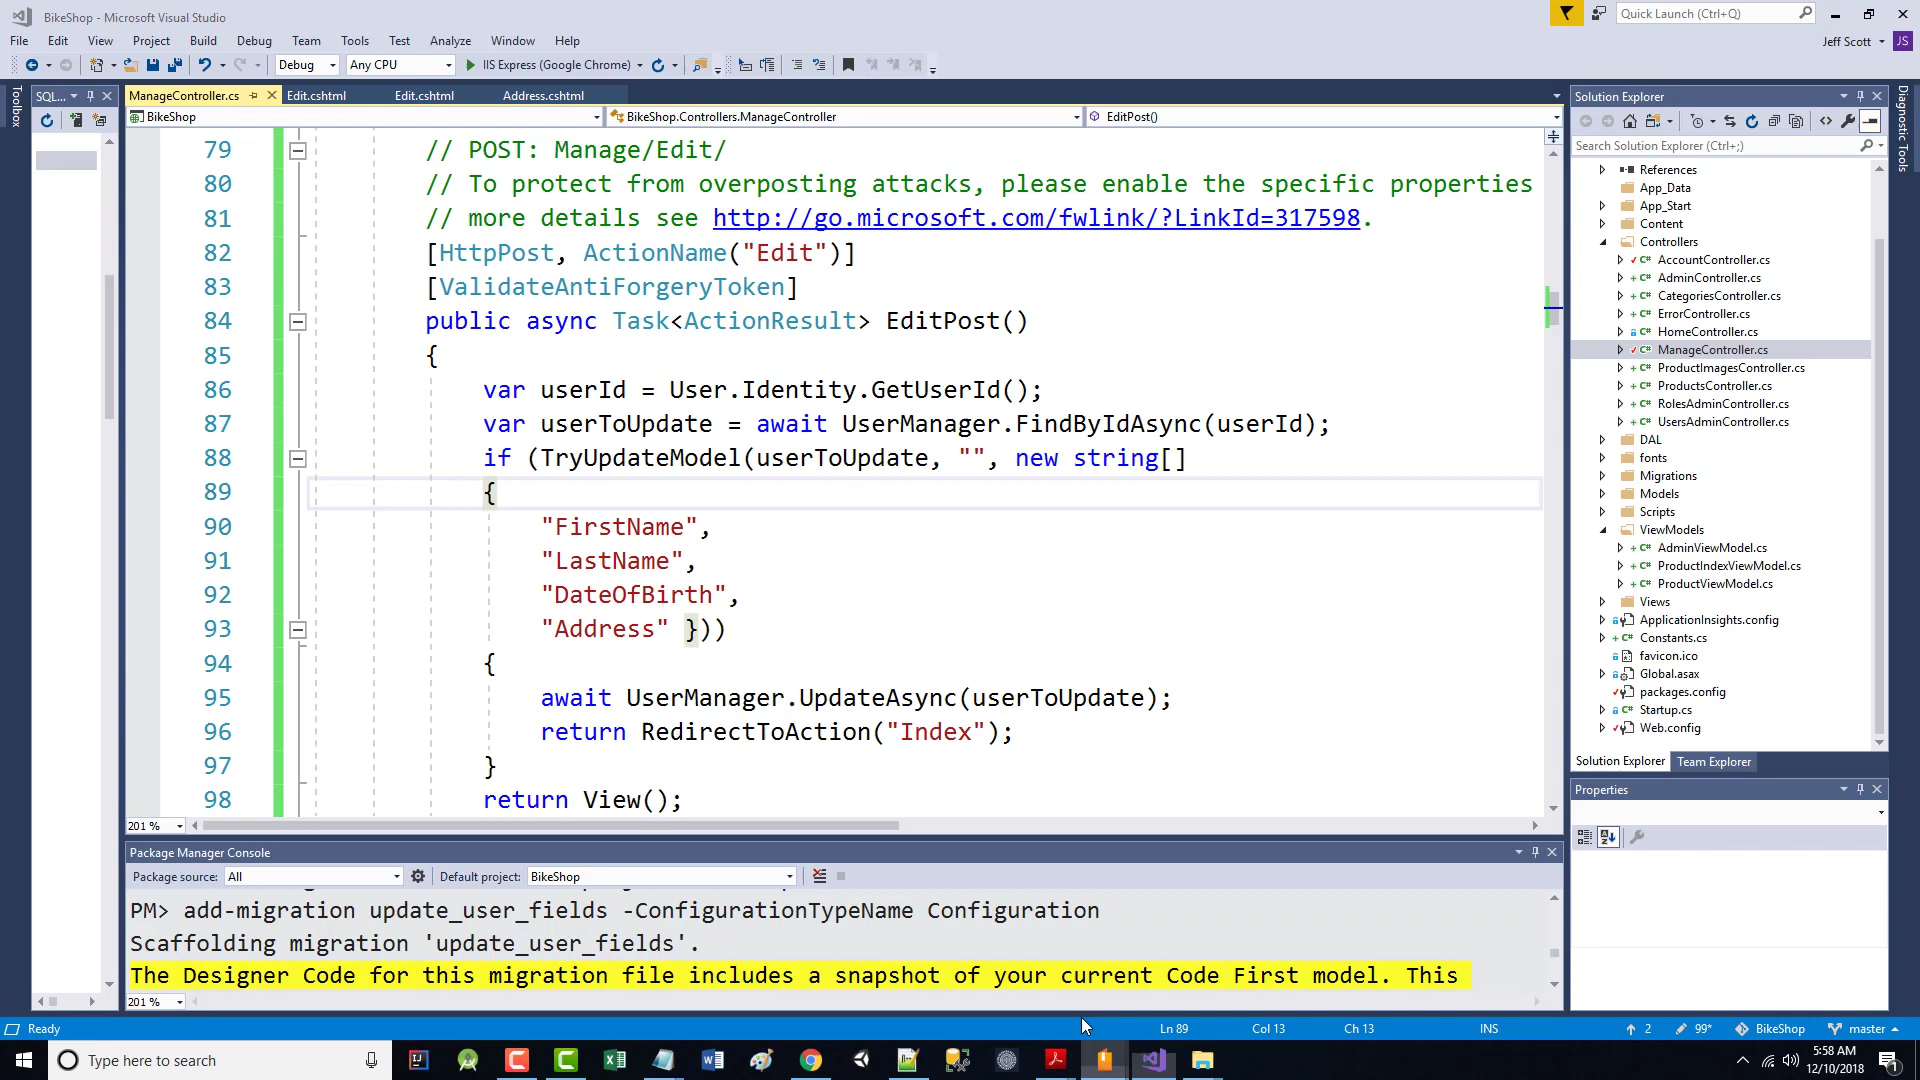 BikeShop - Microsoft Visual Studio
Quick Launch (Ctrl+Q)
File Edit View Project Build Debug Team Tools Test Analyze Window Help
Jeff Scott JS
Debug Any CPU IIS Express (Google Chrome)
Toolbox
SQL...
ManageController.cs Edit.cshtml Edit.cshtml Address.cshtml
BikeShop BikeShop.Controllers.ManageController EditPost()
79 // POST: Manage/Edit/
80 // To protect from overposting attacks, please enable the specific properties
81 // more details see http://go.microsoft.com/fwlink/?LinkId=317598.
82 [HttpPost, ActionName("Edit")]
83 [ValidateAntiForgeryToken]
84 public async Task<ActionResult> EditPost()
85 {
86 var userId = User.Identity.GetUserId();
87 var userToUpdate = await UserManager.FindByIdAsync(userId);
88 if (TryUpdateModel(userToUpdate, "", new string[]
89 {
90 "FirstName",
91 "LastName",
92 "DateOfBirth",
93 "Address" }))
94 {
95 await UserManager.UpdateAsync(userToUpdate);
96 return RedirectToAction("Index");
97 }
98 return View();
201 %
Package Manager Console
Package source: All Default project: BikeShop
PM> add-migration update_user_fields -ConfigurationTypeName Configuration
Scaffolding migration 'update_user_fields'.
The Designer Code for this migration file includes a snapshot of your current Code First model. This
201 %
Solution Explorer
Search Solution Explorer (Ctrl+;)
References
App_Data
App_Start
Content
Controllers
AccountController.cs
AdminController.cs
CategoriesController.cs
ErrorController.cs
HomeController.cs
ManageController.cs
ProductImagesController.cs
ProductsController.cs
RolesAdminController.cs
UsersAdminController.cs
DAL
fonts
Migrations
Models
Scripts
ViewModels
AdminViewModel.cs
ProductIndexViewModel.cs
ProductViewModel.cs
Views
ApplicationInsights.config
Constants.cs
favicon.ico
Global.asax
packages.config
Startup.cs
Web.config
Solution Explorer Team Explorer
Properties
Diagnostic Tools
Ready Ln 89 Col 13 Ch 13 INS 2 99* BikeShop master
Type here to search
5:58 AM
12/10/2018
1